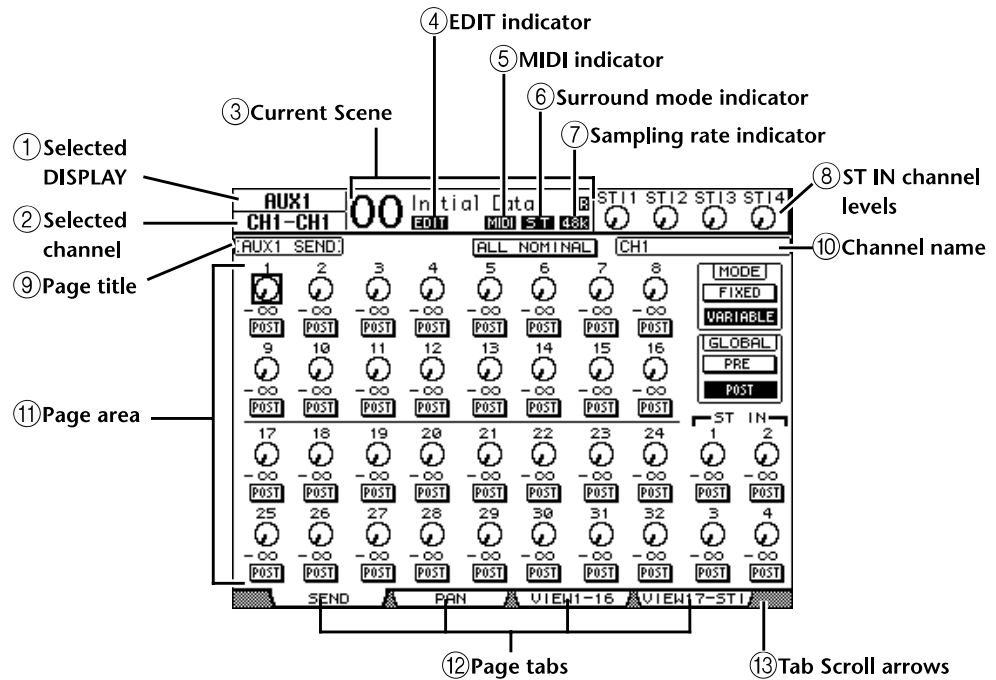 ④EDIT indicator
⑤MIDI indicator
⑥Surround mode indicator
③Current Scene
⑦Sampling rate indicator
①Selected
DISPLAY
⑧ST IN channel
levels
②Selected
channel
AUX1
CH1-CH1
00 Initial Data R
EDIT MIDI ST 48K
STI1 STI2 STI3 STI4
⑩Channel name
⑨Page title
AUX1 SEND
ALL NOMINAL
CH1
1 2 3 4 5 6 7 8
MODE
FIXED
-∞ -∞ -∞ -∞ -∞ -∞ -∞ -∞
VARIABLE
POST POST POST POST POST POST POST POST
GLOBAL
9 10 11 12 13 14 15 16
PRE
-∞ -∞ -∞ -∞ -∞ -∞ -∞ -∞
POST
POST POST POST POST POST POST POST POST
⑪Page area
ST IN
17 18 19 20 21 22 23 24 1 2
-∞ -∞ -∞ -∞ -∞ -∞ -∞ -∞ -∞ -∞
POST POST POST POST POST POST POST POST POST POST
25 26 27 28 29 30 31 32 3 4
-∞ -∞ -∞ -∞ -∞ -∞ -∞ -∞ -∞ -∞
POST POST POST POST POST POST POST POST POST POST
SEND PAN VIEW1-16 VIEW17-STI
⑫Page tabs
⑬Tab Scroll arrows